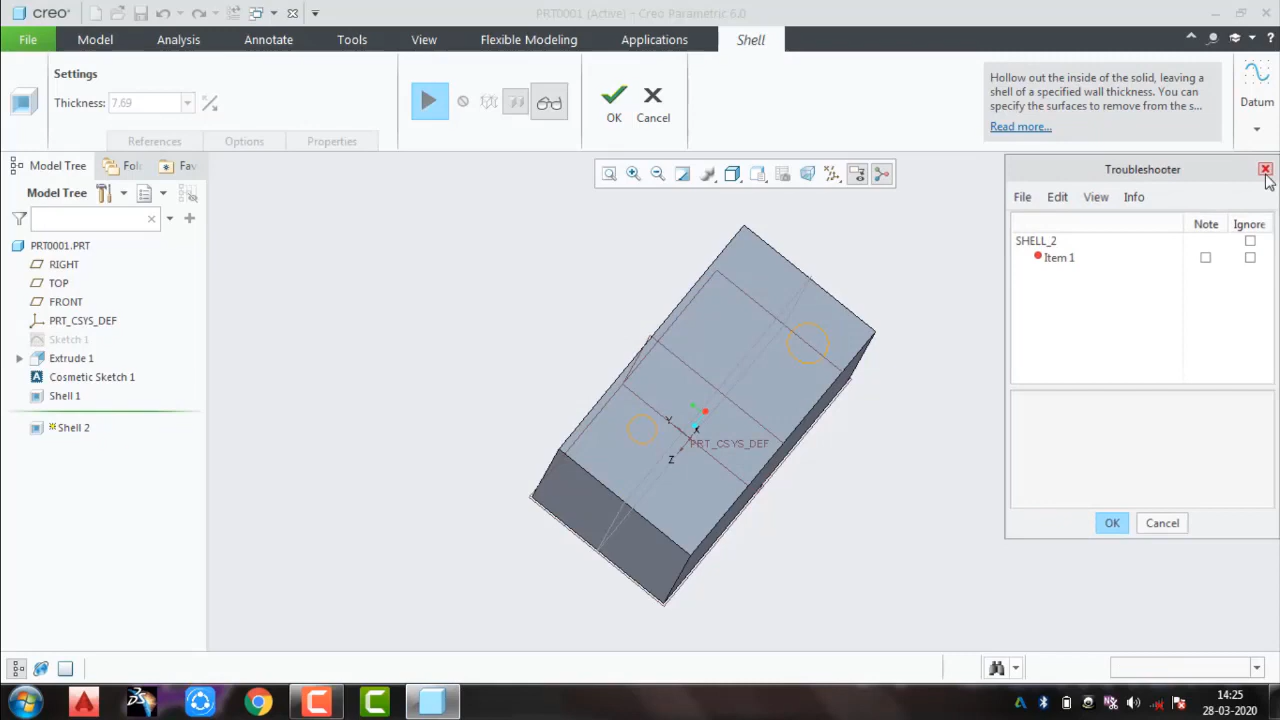 creo
PRT0001 (Active) - Creo Parametric 6.0
File
Model
Analysis
Annotate
Tools
View
Flexible Modeling
Applications
Shell
Settings
Thickness: 7.69
References
Options
Properties
OK
Cancel
Hollow out the inside of the solid, leaving a
shell of a specified wall thickness. You can
specify the surfaces to remove from the s...
Read more...
Datum
Model Tree
Fol
Fav
Model Tree
PRT0001.PRT
RIGHT
TOP
FRONT
PRT_CSYS_DEF
Sketch 1
Extrude 1
Cosmetic Sketch 1
Shell 1
Shell 2
Y
X
PRT_CSYS_DEF
Z
Troubleshooter
File
Edit
View
Info
Note
Ignore
SHELL_2
Item 1
OK
Cancel
14:25
28-03-2020